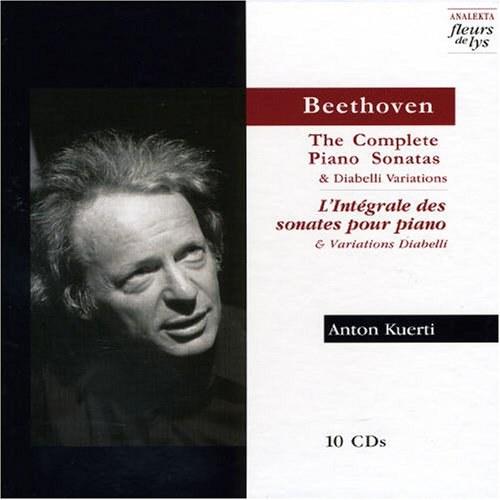 ANALEKTA
fleurs
de lys
Beethoven
The Complete
Piano Sonatas
& Diabelli Variations
L'Intégrale des
sonates pour piano
& Variations Diabelli
Anton Kuerti
10 CDs